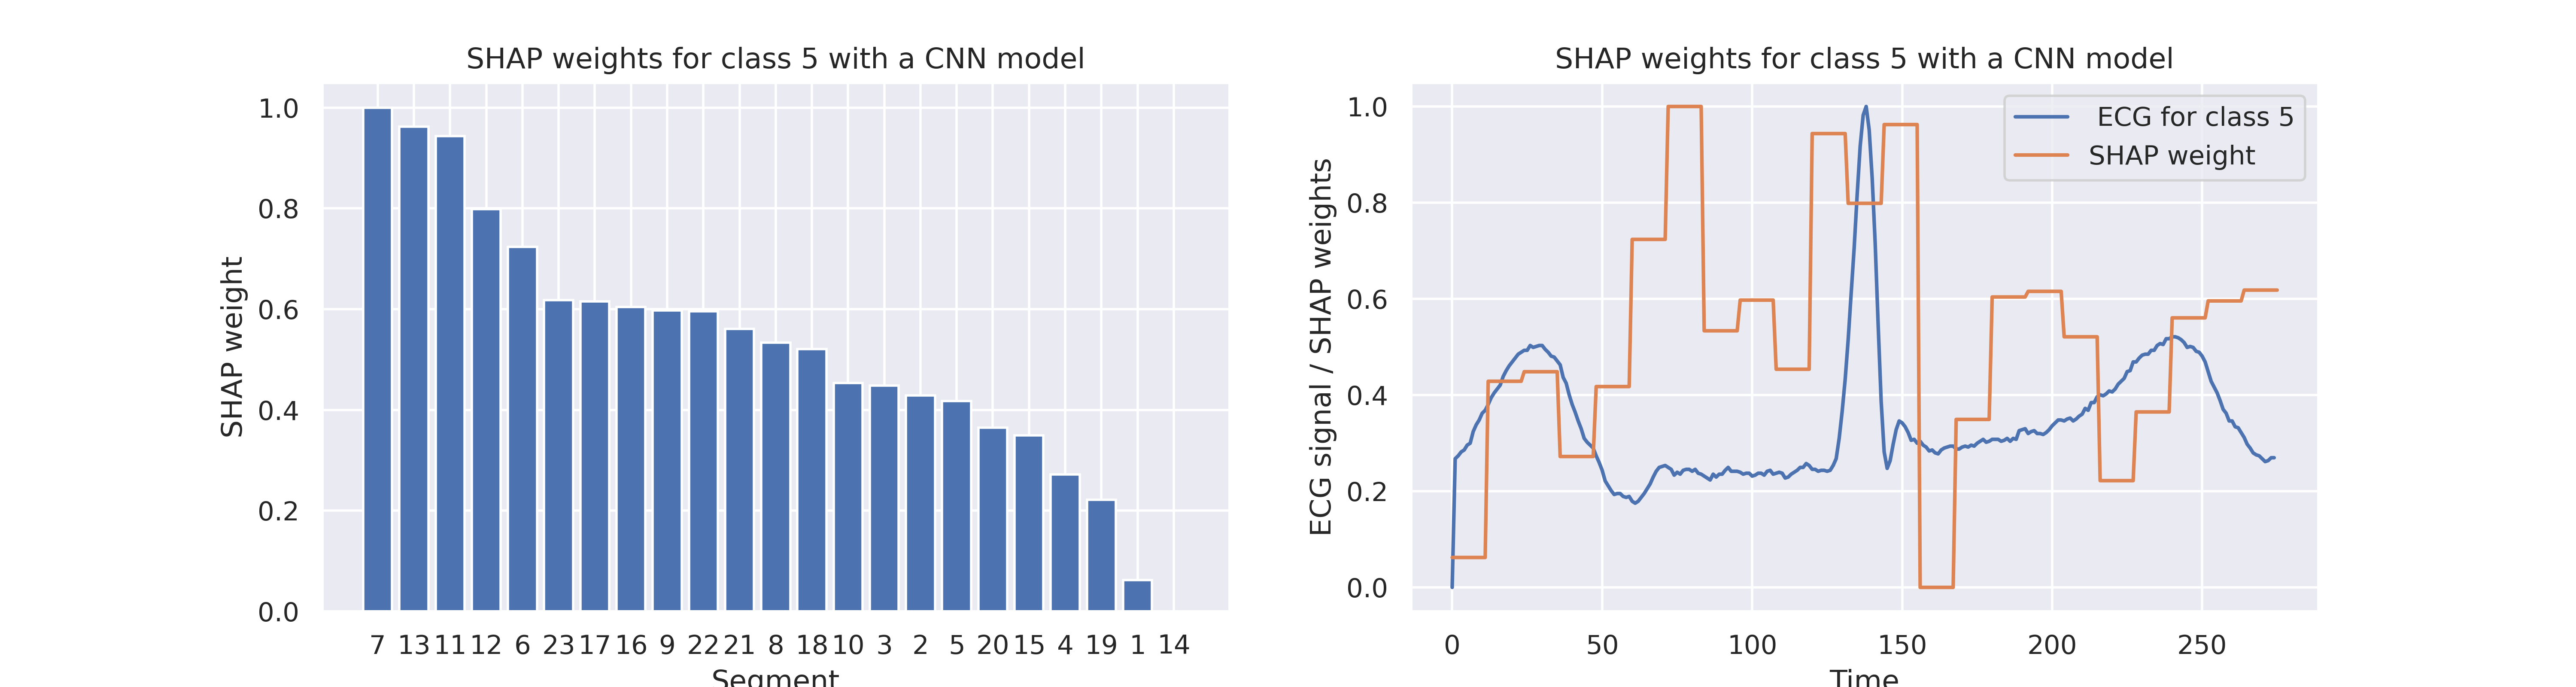 SHAP weights for class 5 with a CNN model
SHAP weight
1.0
0.8
0.6
0.4
0.2
0.0
7 13 11 12 6 23 17 16 9 22 21 8 18 10 3 2 5 20 15 4 19 1 14
Segment
SHAP weights for class 5 with a CNN model
ECG signal / SHAP weights
1.0
0.8
0.6
0.4
0.2
0.0
ECG for class 5
SHAP weight
0 50 100 150 200 250
Time